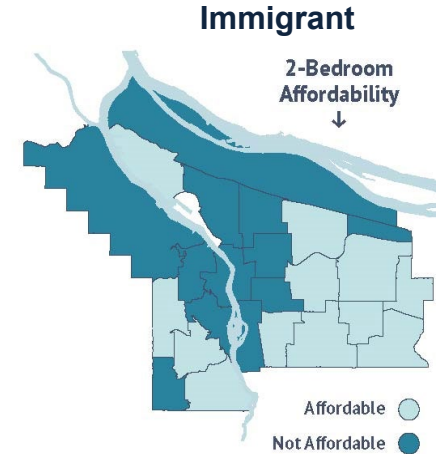 Immigrant
2-Bedroom
Affordability
↓
Affordable
Not Affordable